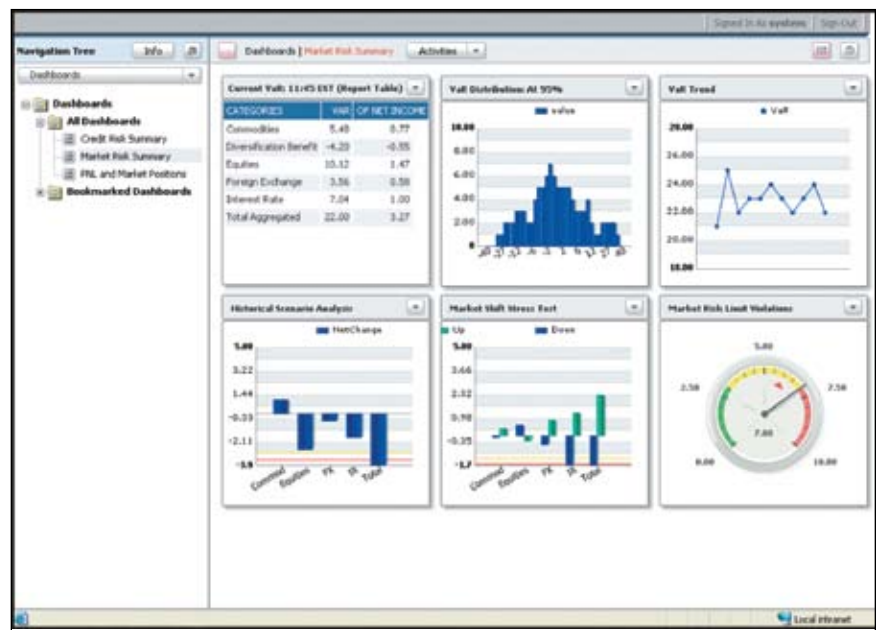 Signed In As system | Sign-Out
Navigation Tree Info
Dashboards | Market Risk Summary Activities
Dashboards
Dashboards
All Dashboards
Credit Risk Summary
Market Risk Summary
PNL and Market Positions
Bookmarked Dashboards
Current VaR: 11:45 EST (Report Table)
CATEGORIES VAR OF NET INCOME
Commodities 5.48 0.77
Diversification Benefit -4.20 -0.55
Equities 10.12 1.47
Foreign Exchange 3.56 0.58
Interest Rate 7.04 1.00
Total Aggregated 22.00 3.27
VaR Distribution: At 95%
value
10.00
8.00
6.00
4.00
2.00
0
VaR Trend
VaR
28.00
26.00
24.00
22.00
20.00
18.00
Historical Scenario Analysis
NetChange
5.00
3.22
1.44
-0.33
-2.11
-3.9
Commod Equities FX IR Total
Market Shift Stress Test
Up Down
5.00
3.66
2.32
0.98
-0.35
-1.7
Commod Equities FX IR Total
Market Risk Limit Violations
5.00
2.50 7.50
7.00
0.00 10.00
Local intranet